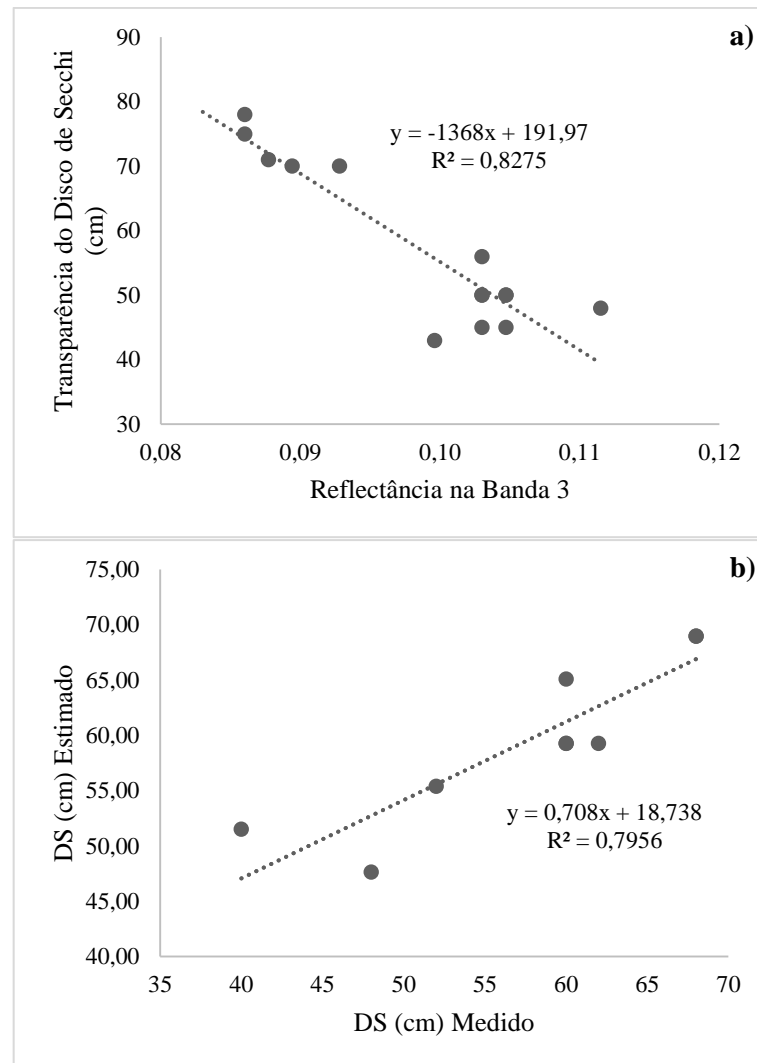 a)
Transparência do Disco de Secchi
(cm)
90
80
70
60
50
40
30
y = -1368x + 191,97
R² = 0,8275
0,08 0,09 0,10 0,11 0,12
Reflectância na Banda 3
b)
DS (cm) Estimado
75,00
70,00
65,00
60,00
55,00
50,00
45,00
40,00
y = 0,708x + 18,738
R² = 0,7956
35 40 45 50 55 60 65 70
DS (cm) Medido